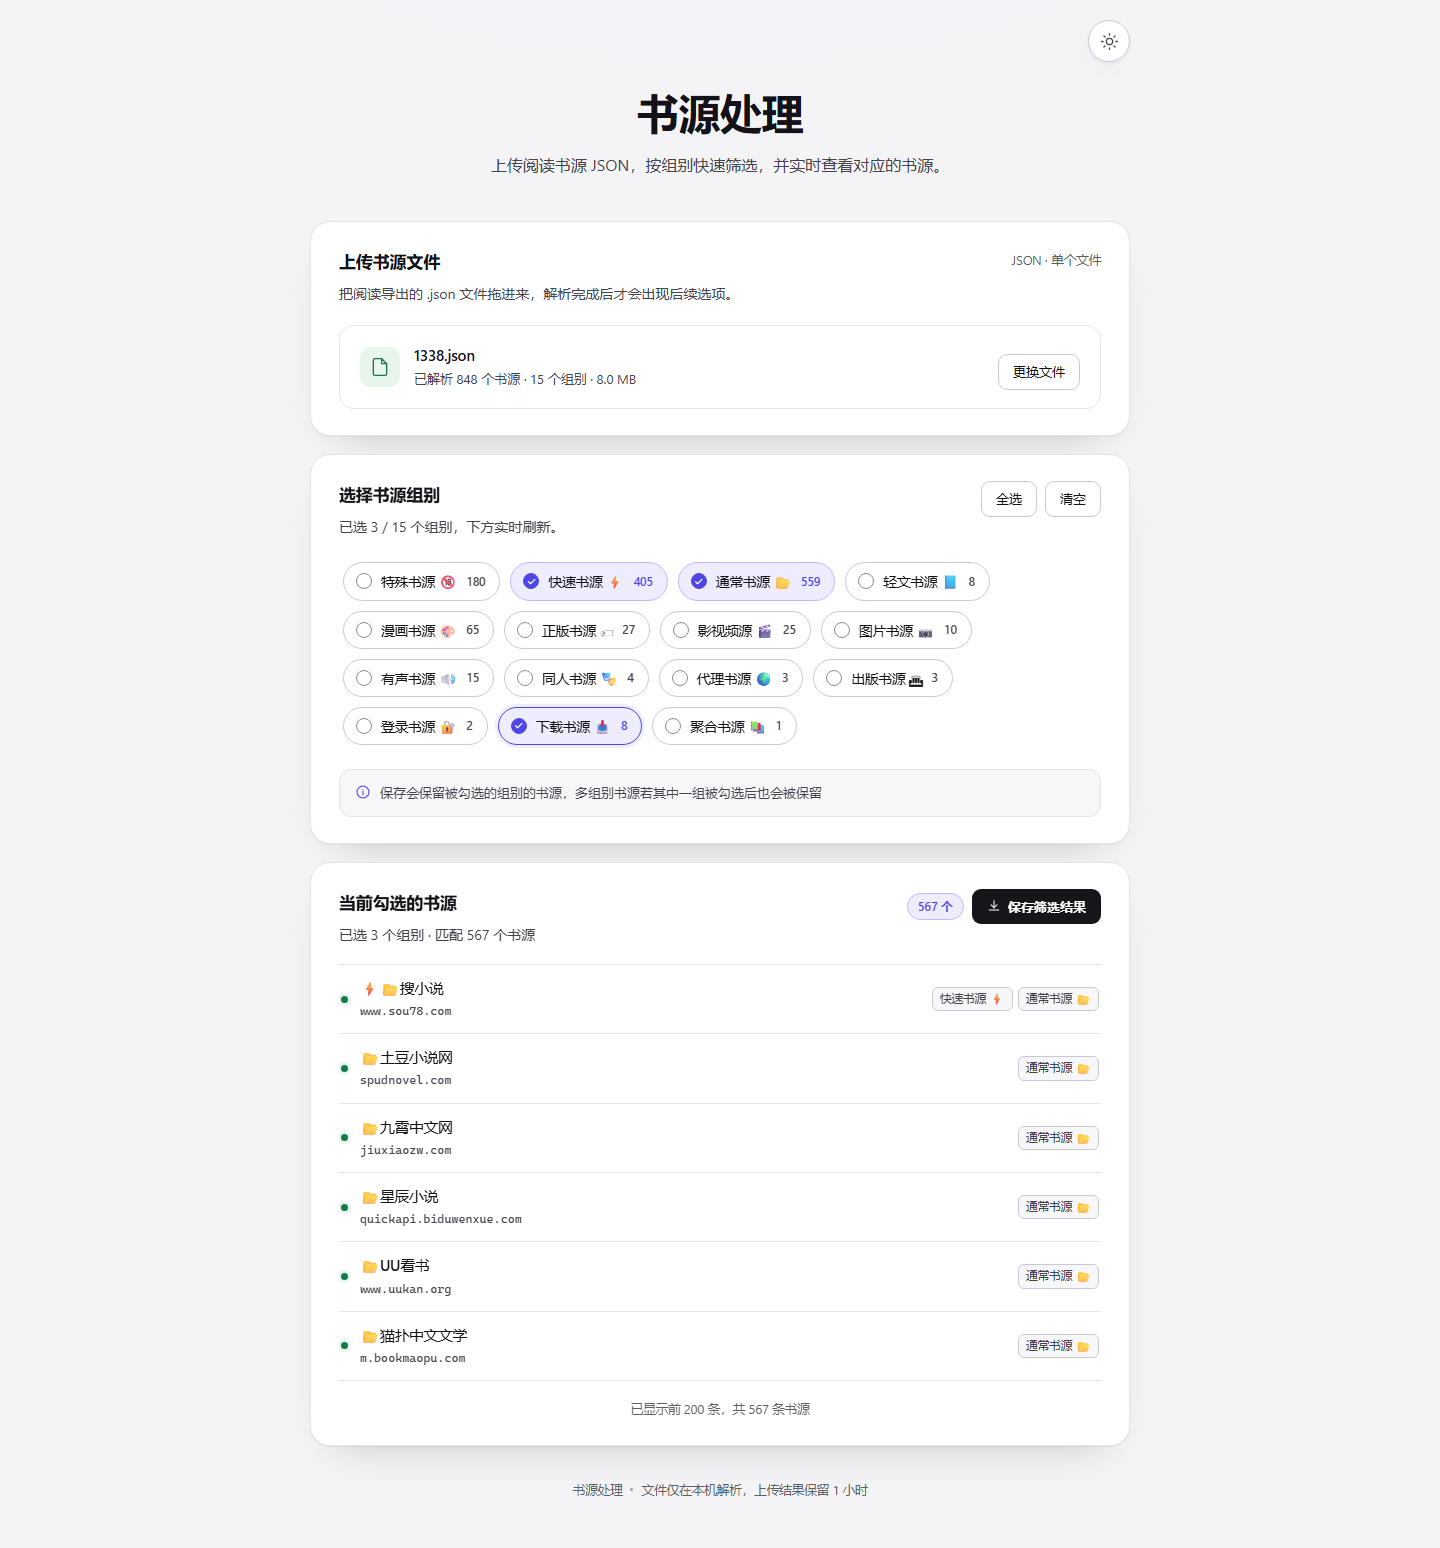 书源处理
上传阅读书源 JSON，按组别快速筛选，并实时查看对应的书源。
上传书源文件
JSON · 单个文件
把阅读导出的 .json 文件拖进来，解析完成后才会出现后续选项。
1338.json
已解析 848 个书源 · 15 个组别 · 8.0 MB
更换文件
选择书源组别
全选 清空
已选 3 / 15 个组别，下方实时刷新。
特殊书源 🔞 180 快速书源 ⚡ 405 通常书源 📁 559 轻文书源 📘 8
漫画书源 🎨 65 正版书源 🏷 27 影视频源 🎬 25 图片书源 📷 10
有声书源 🔊 15 同人书源 🎭 4 代理书源 🌍 3 出版书源 🖮 3
登录书源 🔐 2 下载书源 📥 8 聚合书源 📚 1
保存会保留被勾选的组别的书源，多组别书源若其中一组被勾选后也会被保留
当前勾选的书源
567 个 保存筛选结果
已选 3 个组别 · 匹配 567 个书源
⚡📁搜小说
www.sou78.com
快速书源 ⚡ 通常书源 📁
📁土豆小说网
spudnovel.com
通常书源 📁
📁九霄中文网
jiuxiaozw.com
通常书源 📁
📁星辰小说
quickapi.biduwenxue.com
通常书源 📁
📁UU看书
www.uukan.org
通常书源 📁
📁猫扑中文文学
m.bookmaopu.com
通常书源 📁
已显示前 200 条，共 567 条书源
书源处理 • 文件仅在本机解析，上传结果保留 1 小时